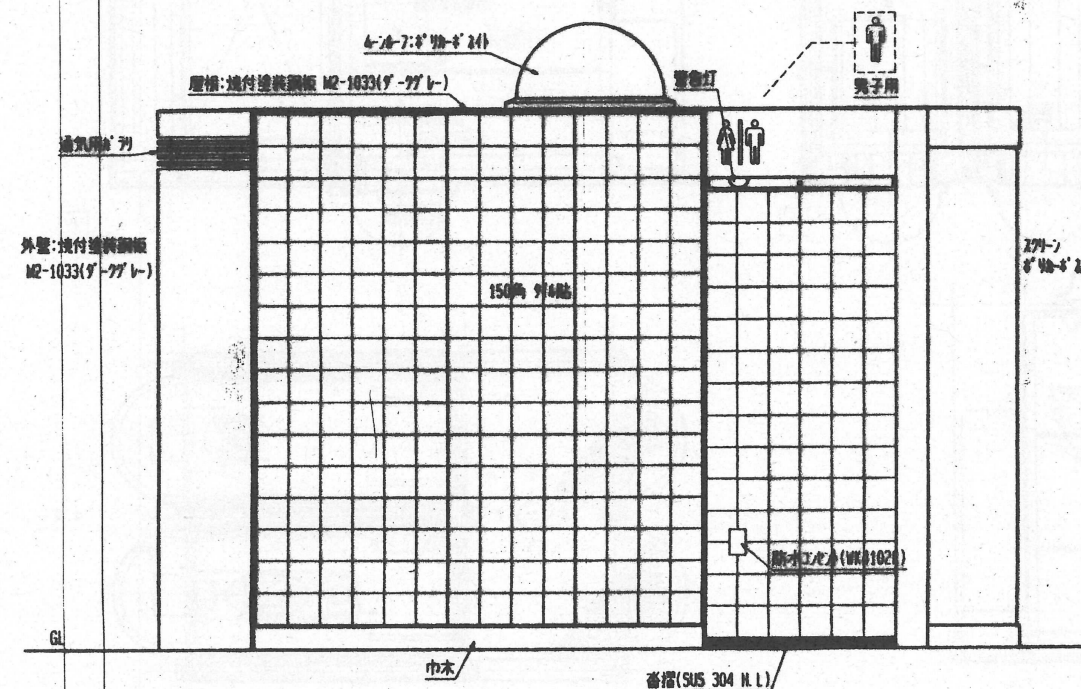 ムーンルーフ:ポリカーボネイト
屋根:焼付塗装鋼板 M2-1033(ダークグレー)
警告灯
男子用
通気用ガラリ
外壁:焼付塗装鋼板
M2-1033(ダークグレー)
スクリーン
ポリカーボネ
150角 タイル貼
防水コンセント
GL
巾木
沓摺(SUS 304 H.L)